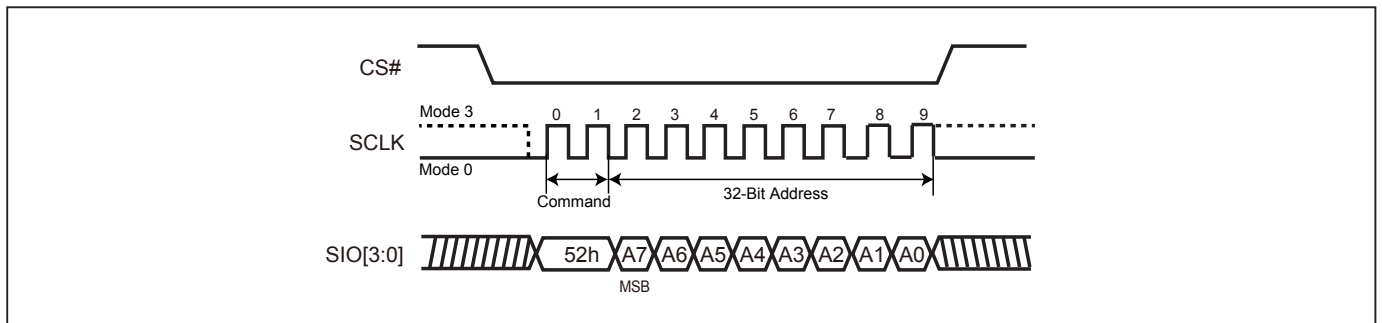 CS#
Mode 3
0 1 2 3 4 5 6 7 8 9
SCLK
Mode 0
Command
32-Bit Address
SIO[3:0]
52h A7 A6 A5 A4 A3 A2 A1 A0
MSB